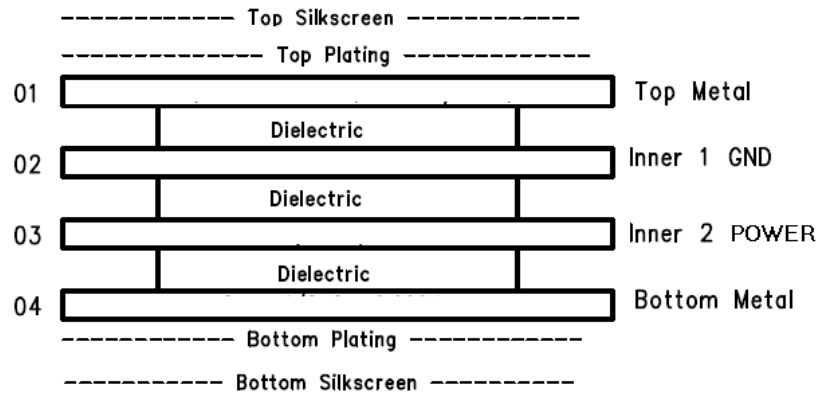 Top Silkscreen
Top Plating
01 Top Metal
Dielectric
02 Inner 1 GND
Dielectric
03 Inner 2 POWER
Dielectric
04 Bottom Metal
Bottom Plating
Bottom Silkscreen